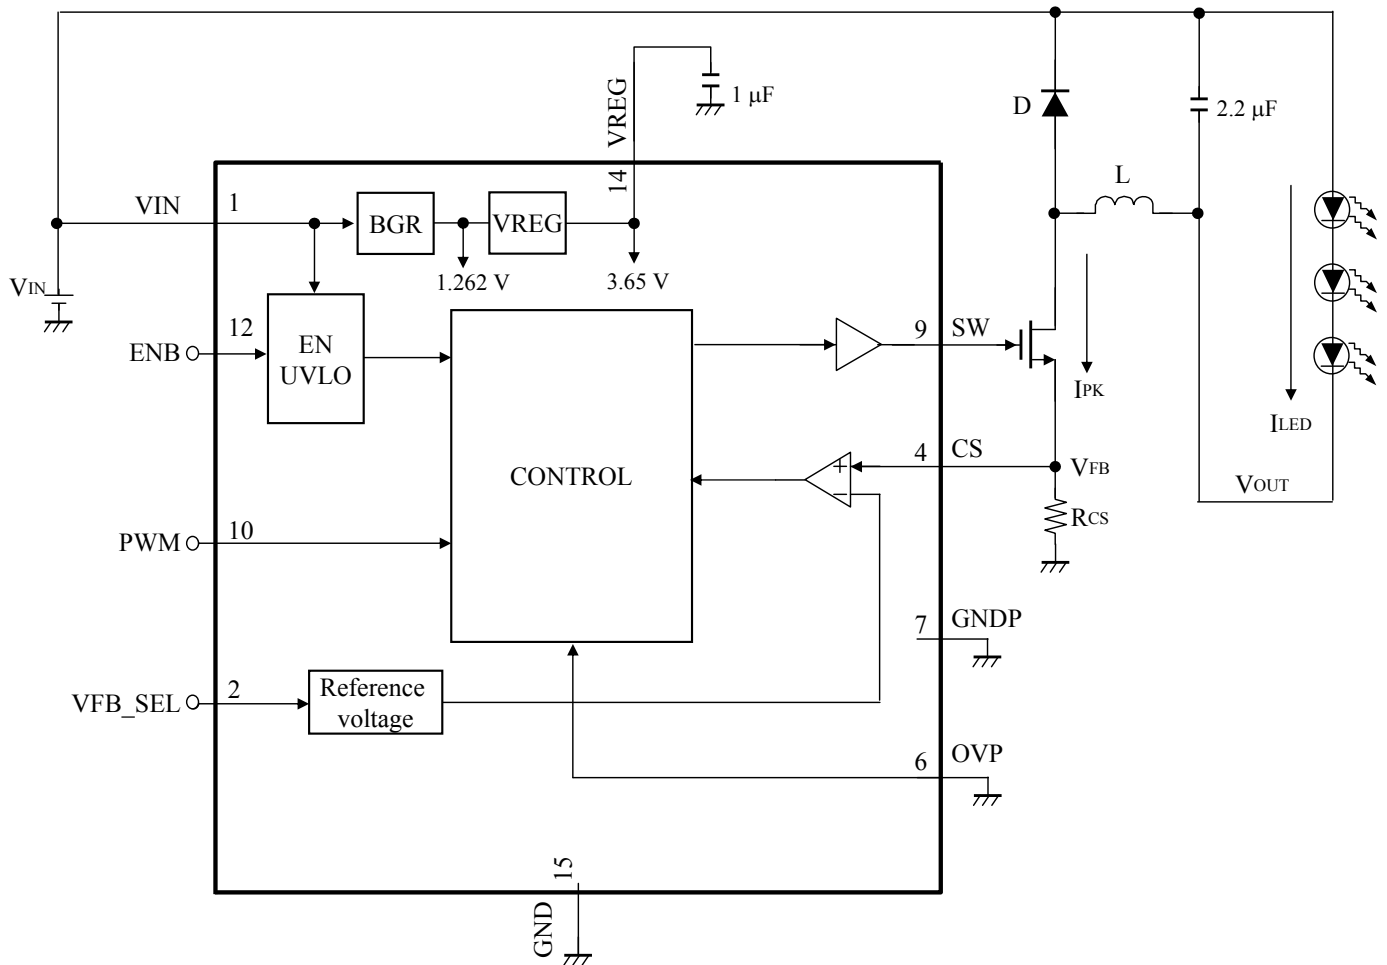 VREG
1 μF
D
2.2 μF
14
L
VIN
1
BGR
VREG
1.262 V
3.65 V
VIN
12
ENB
EN
UVLO
9
SW
IPK
ILED
CONTROL
4
CS
VFB
VOUT
RCS
PWM
10
7
GNDP
VFB_SEL
2
Reference
voltage
6
OVP
15
GND